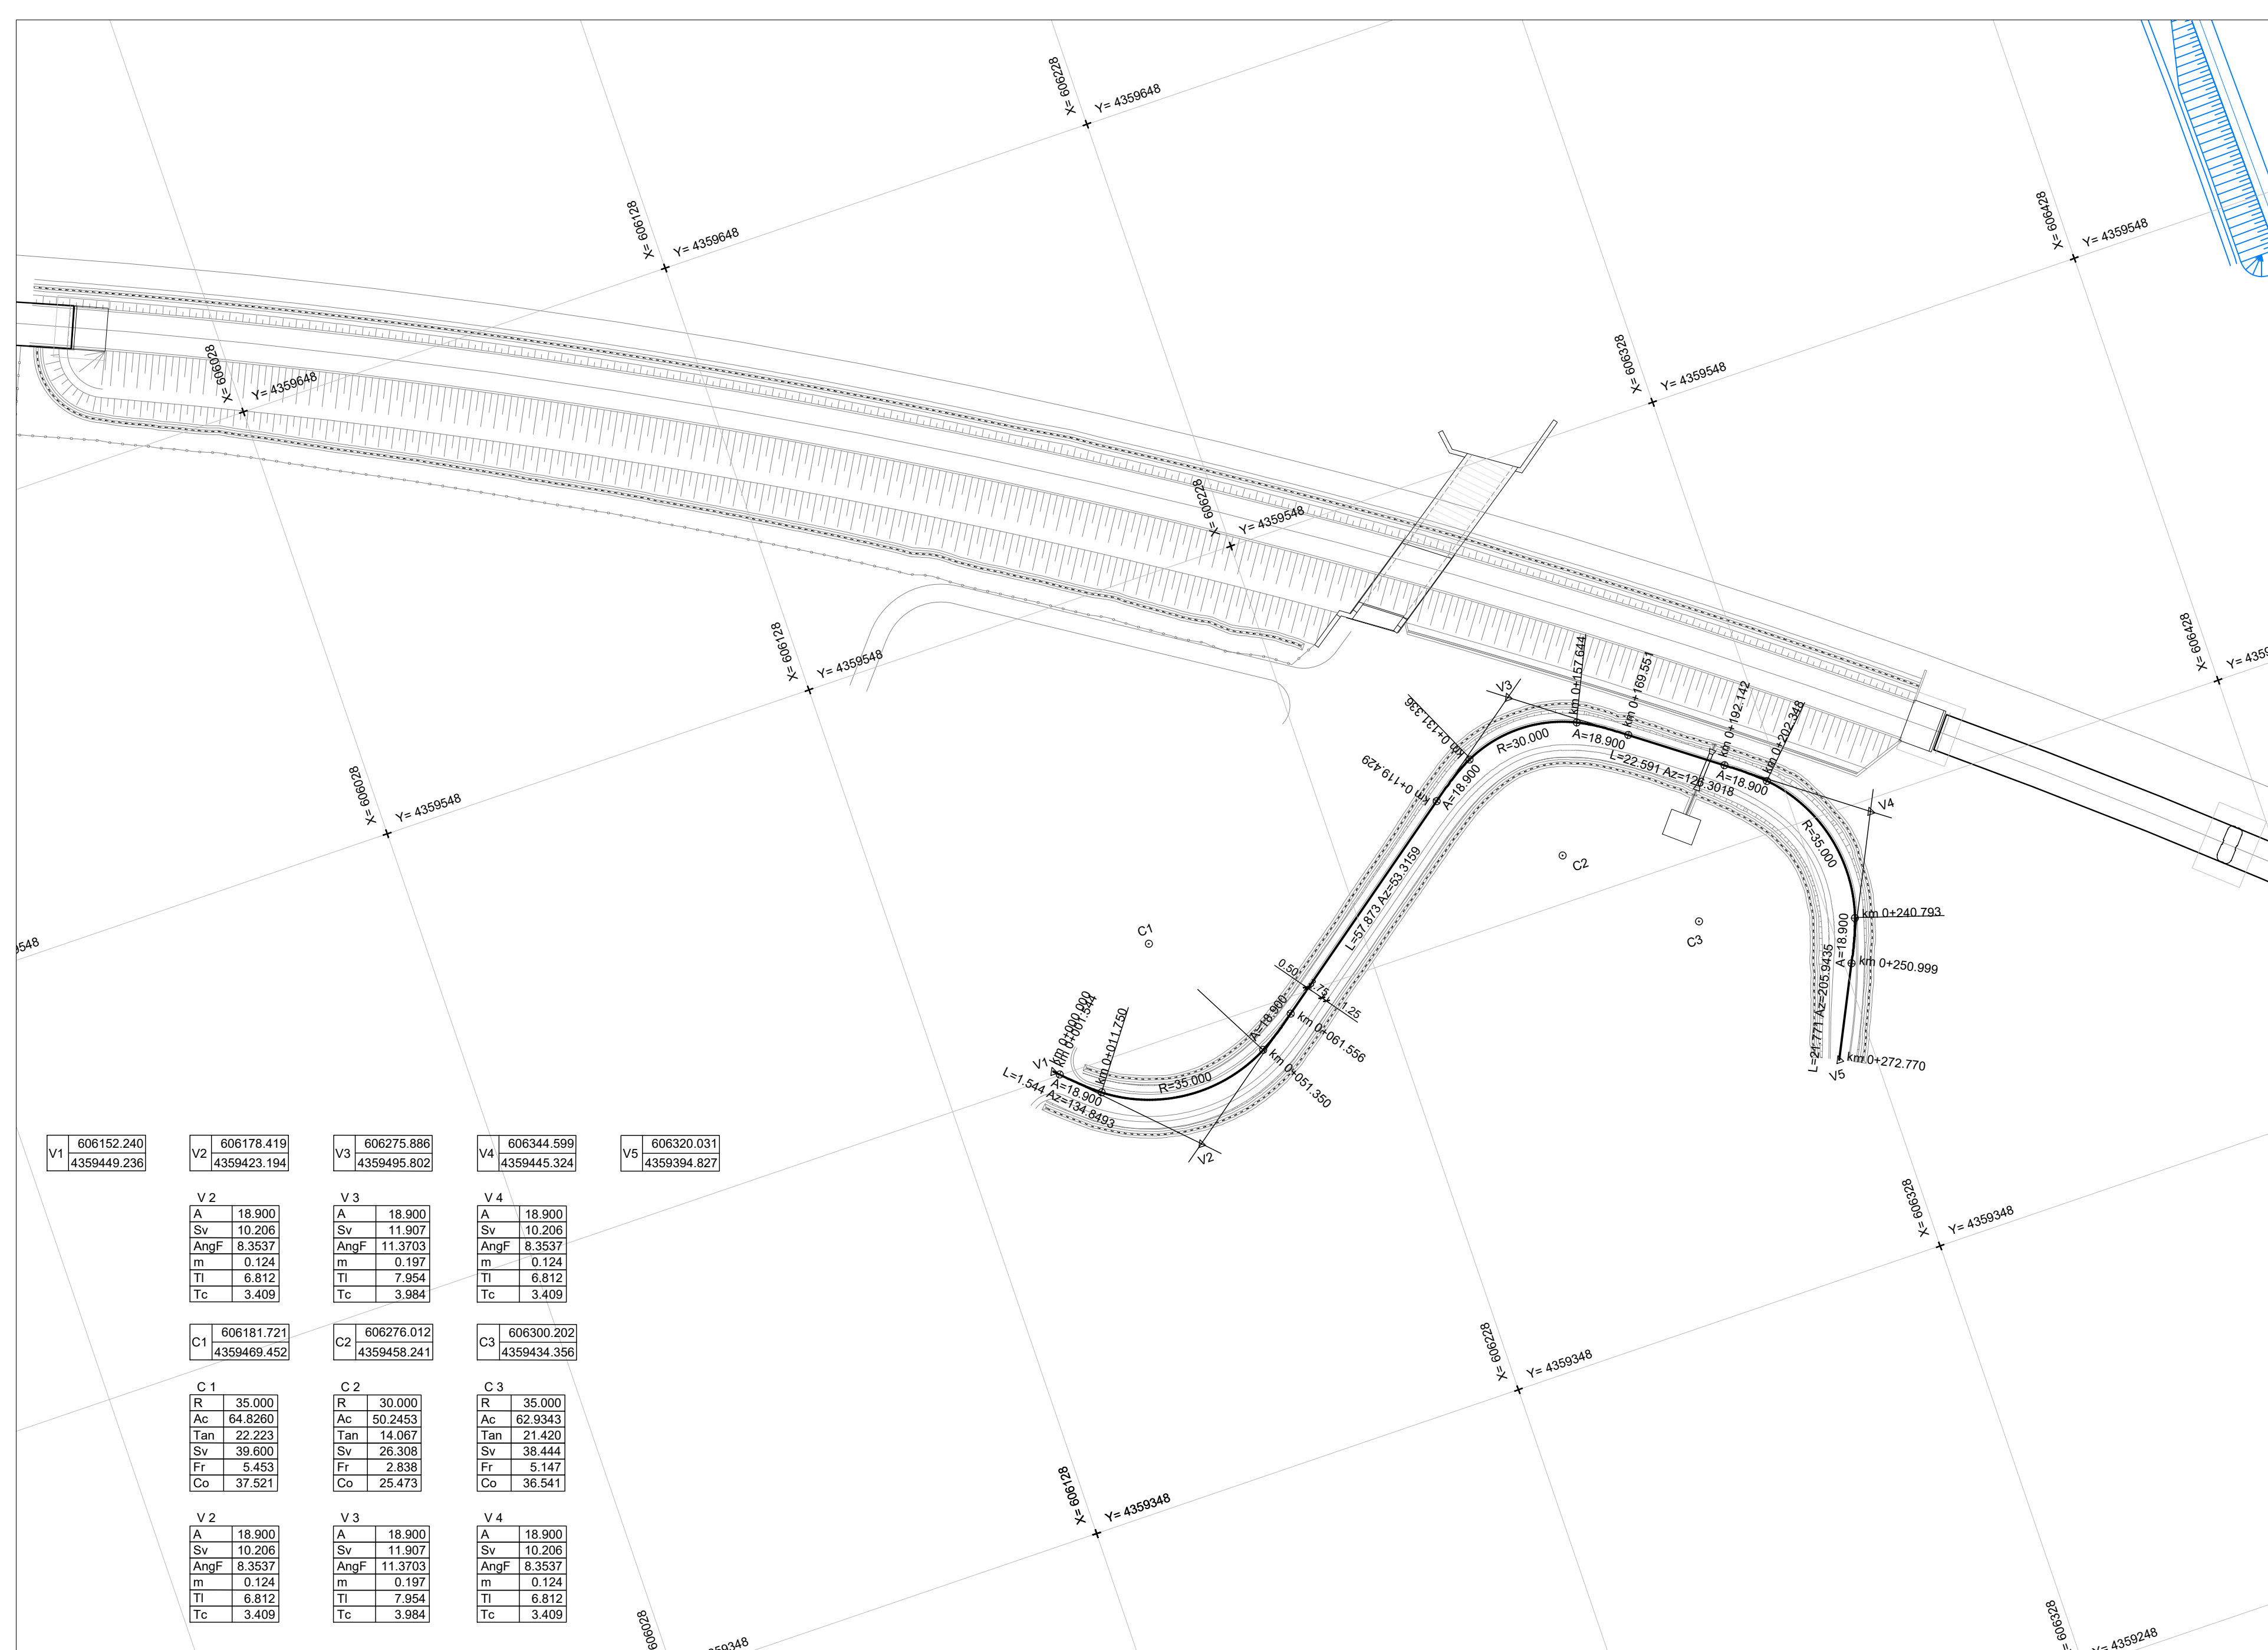 X= 606228
Y= 4359648
X= 606128
Y= 4359648
X= 606428
Y= 4359548
X= 606028
Y= 4359648
X= 606328
Y= 4359548
X= 606228
Y= 4359548
X= 606128
Y= 4359548
X= 606428
X= 606028
Y= 4359548
V3
km 0+157.644
km 0+169.551
km 0+192.142
km 0+202.348
km 0+131.336
km 0+119.429
R=30.000
A=18.900
A=18.900
L=22.591 Az=126.3018
A=18.900
V4
R=35.000
C2
L=57.873 Az=53.3159
C1
C3
km 0+240.793
A=18.900
km 0+250.999
L=21.771 Az=205.9435
km 0+272.770
V5
0.50
1.25
A=18.900
km 0+061.556
km 0+051.350
km 0+000.000
km 0+001.544
km 0+011.750
V1
A=18.900
L=1.544 Az=134.8493
R=35.000
V2
X= 606328
Y= 4359348
X= 606228
Y= 4359348
X= 606128
Y= 4359348
X= 606328
Y= 4359248
606028
V1 606152.240
4359449.236
V2 606178.419
4359423.194
V3 606275.886
4359495.802
V4 606344.599
4359445.324
V5 606320.031
4359394.827
V 2
A 18.900
Sv 10.206
AngF 8.3537
m 0.124
Tl 6.812
Tc 3.409
V 3
A 18.900
Sv 11.907
AngF 11.3703
m 0.197
Tl 7.954
Tc 3.984
V 4
A 18.900
Sv 10.206
AngF 8.3537
m 0.124
Tl 6.812
Tc 3.409
C1 606181.721
4359469.452
C2 606276.012
4359458.241
C3 606300.202
4359434.356
C 1
R 35.000
Ac 64.8260
Tan 22.223
Sv 39.600
Fr 5.453
Co 37.521
C 2
R 30.000
Ac 50.2453
Tan 14.067
Sv 26.308
Fr 2.838
Co 25.473
C 3
R 35.000
Ac 62.9343
Tan 21.420
Sv 38.444
Fr 5.147
Co 36.541
V 2
A 18.900
Sv 10.206
AngF 8.3537
m 0.124
Tl 6.812
Tc 3.409
V 3
A 18.900
Sv 11.907
AngF 11.3703
m 0.197
Tl 7.954
Tc 3.984
V 4
A 18.900
Sv 10.206
AngF 8.3537
m 0.124
Tl 6.812
Tc 3.409